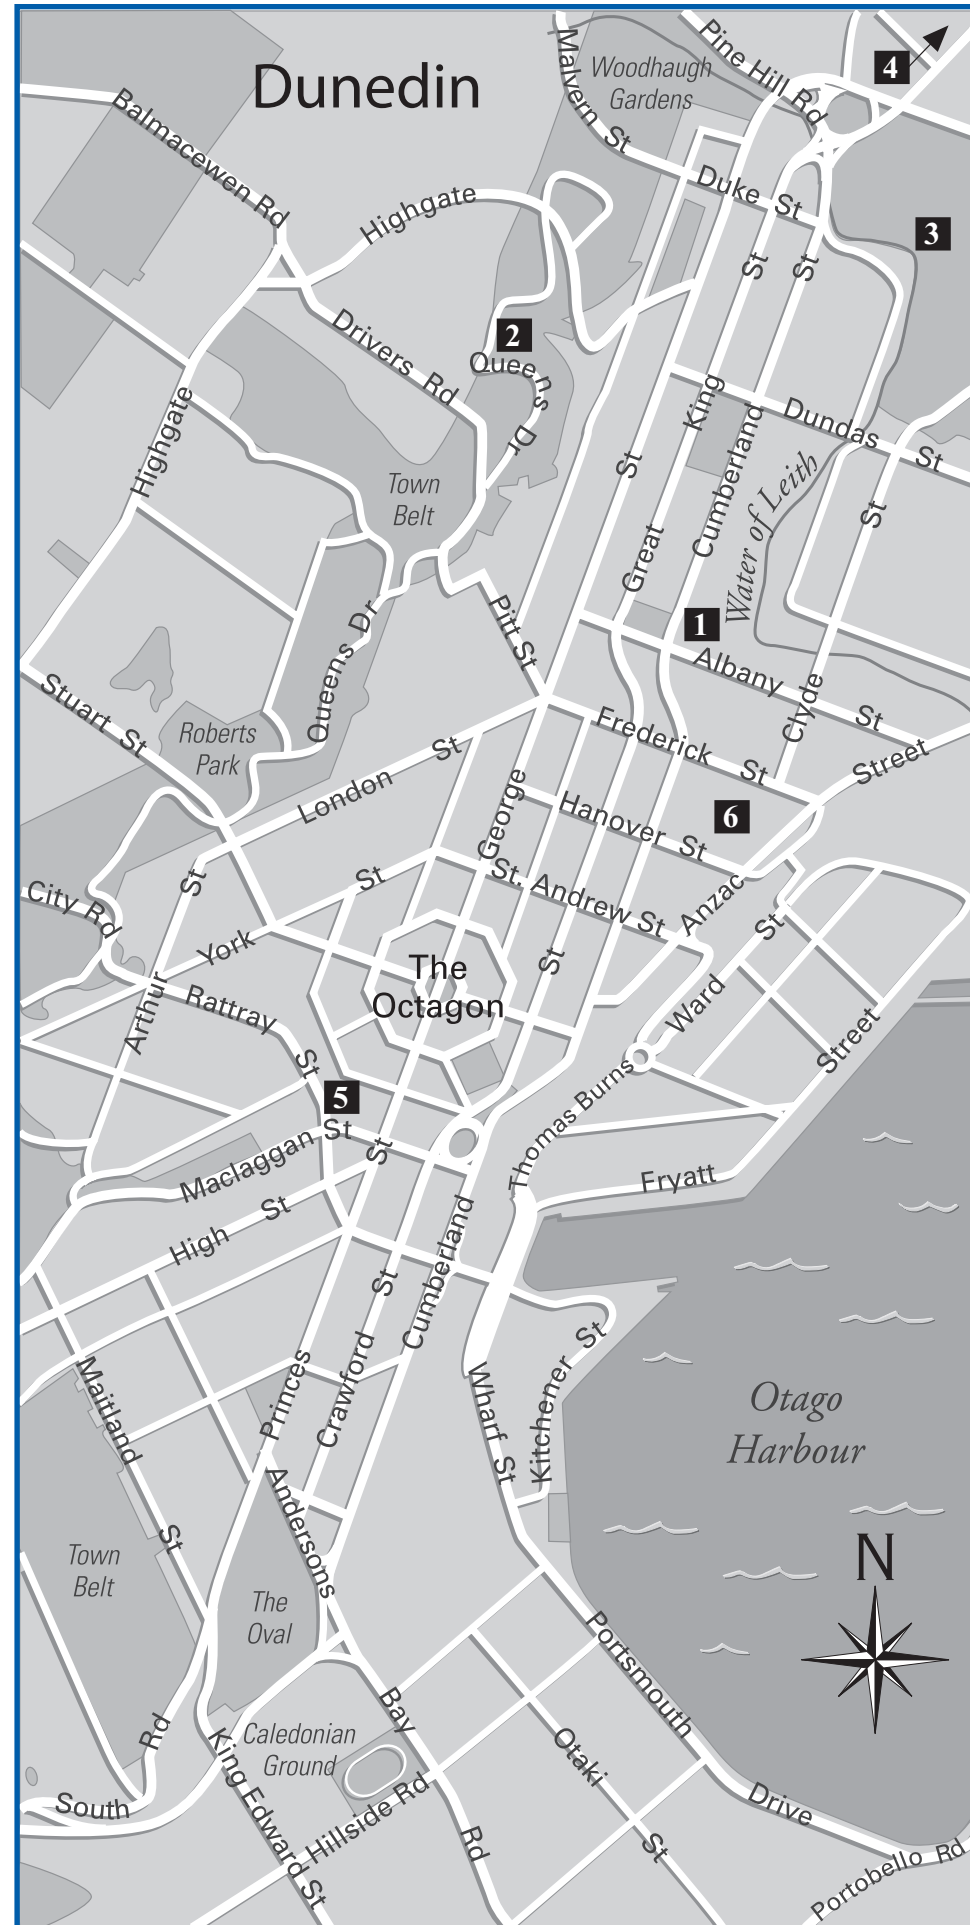 Dunedin
Malvern St
Woodhaugh
Gardens
Pine Hill Rd
4
Balmacewen Rd
Highgate
Duke St
3
St
St
Drivers Rd
2
Queens Dr
Highgate
King
Dundas St
Cumberland
Town
Belt
St
Water of Leith
St
Great
Pitt St
1
Albany St
Queens Dr
Stuart St
Roberts
Park
Clyde
Frederick St
Street
London St
George
Hanover St
6
St
St
St. Andrew St
Anzac
City Rd
York
St
The
Octagon
St
Rattray St
Ward
Arthur
Street
5
Thomas Burns
Maclaggan St
St
Fryatt
High St
Cumberland
St
Kitchener St
Maitland St
Princes
Crawford
Wharf St
Otago
Harbour
Andersons
N
Town
Belt
The
Oval
Portsmouth
Bay
Rd
King Edward St
Caledonian
Ground
Otaki St
South
Hillside Rd
Drive
Rd
Portobello Rd